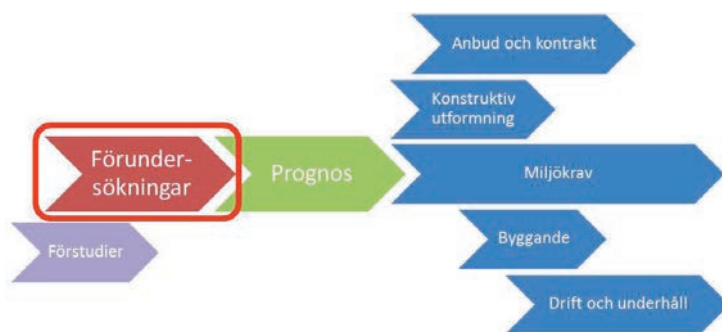 Anbud och kontrakt
Konstruktiv
utformning
Förunder-
sökningar
Prognos
Miljökrav
Förstudier
Byggande
Drift och underhåll